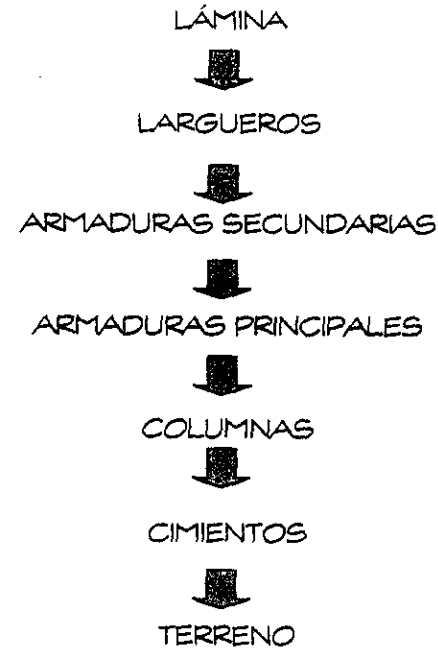 LÁMINA
LARGUEROS
ARMADURAS SECUNDARIAS
ARMADURAS PRINCIPALES
COLUMNAS
CIMIENTOS
TERRENO